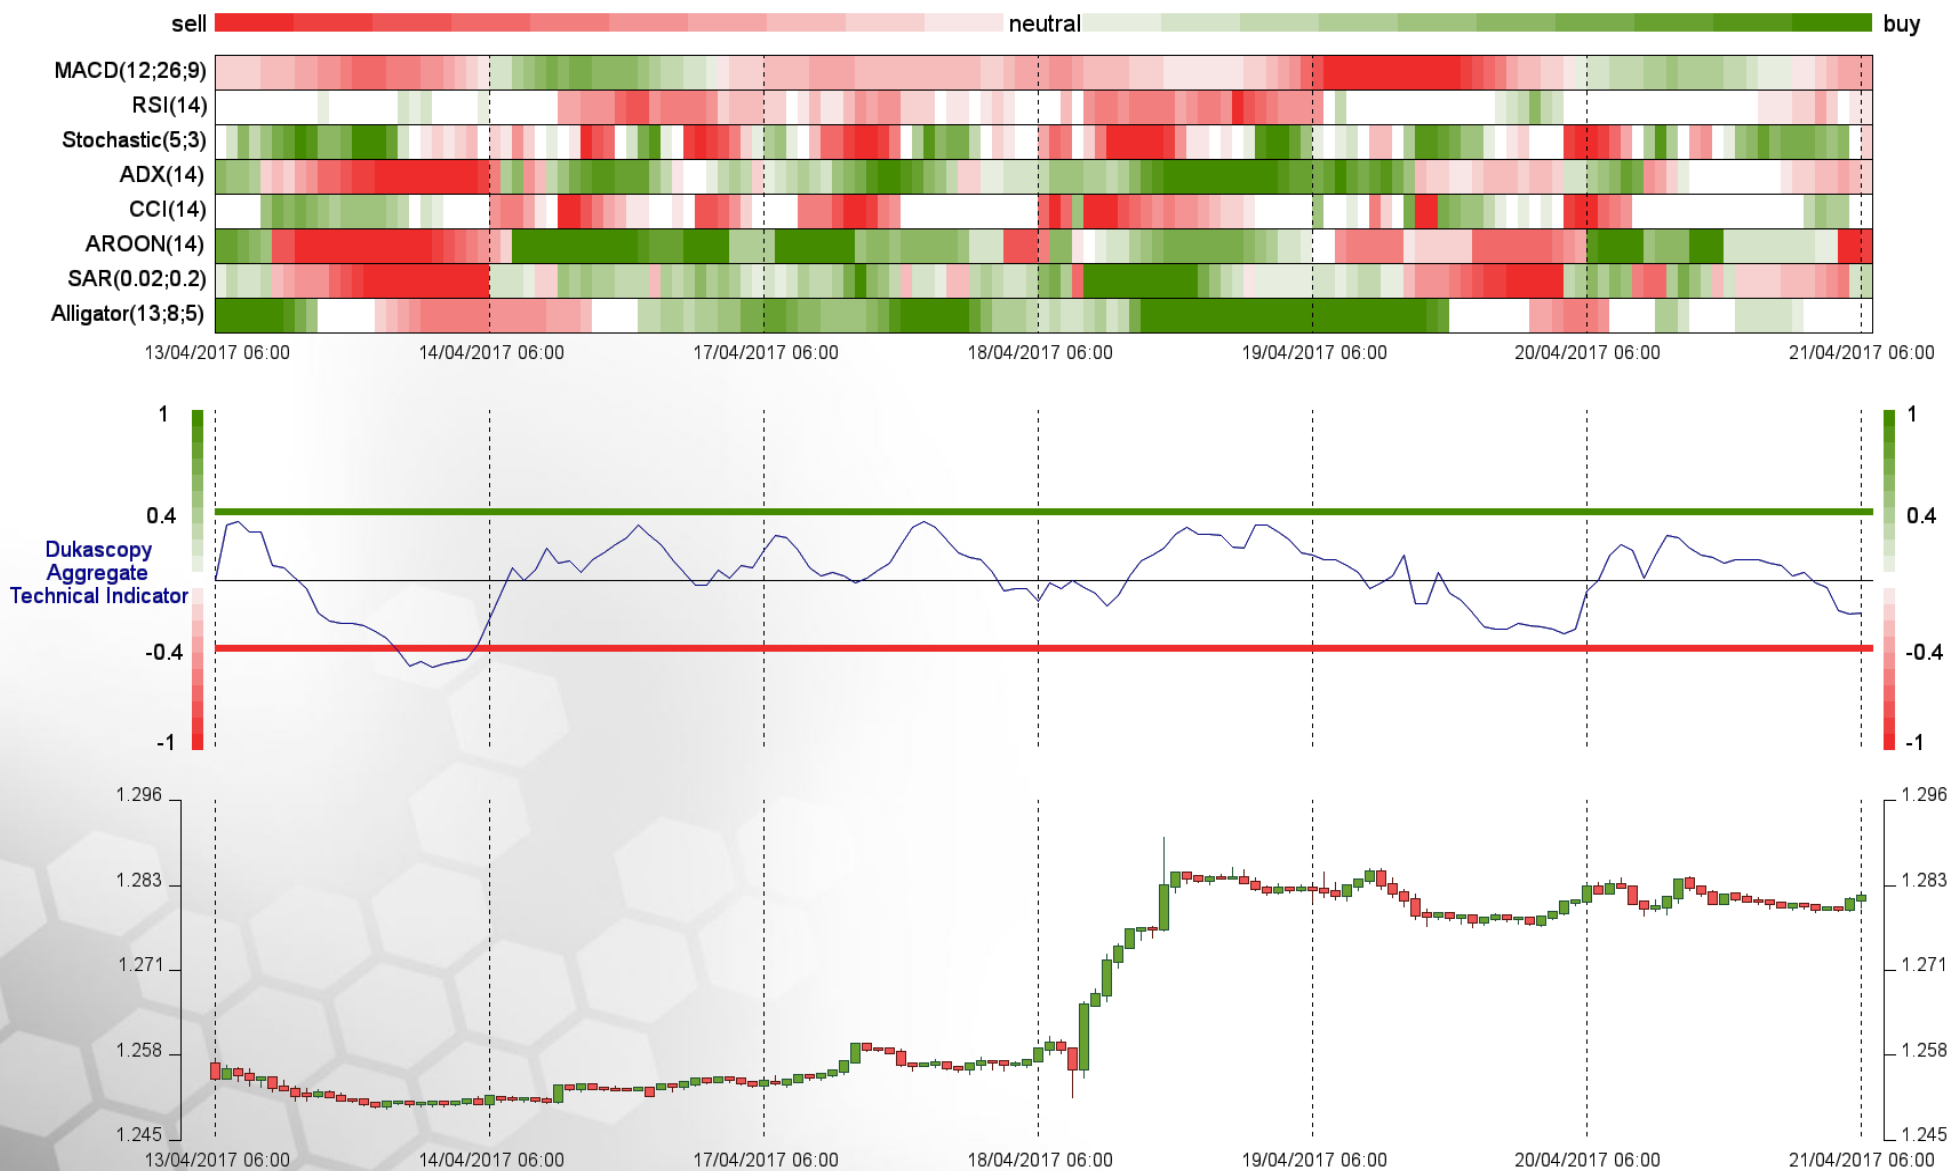 sell neutral buy
MACD(12;26;9)
RSI(14)
Stochastic(5;3)
ADX(14)
CCI(14)
AROON(14)
SAR(0.02;0.2)
Alligator(13;8;5)
13/04/2017 06:00 14/04/2017 06:00 17/04/2017 06:00 18/04/2017 06:00 19/04/2017 06:00 20/04/2017 06:00 21/04/2017 06:00
1 1
0.4 0.4
Dukascopy
Aggregate
Technical Indicator
-0.4 -0.4
-1 -1
1.296 1.296
1.283 1.283
1.271 1.271
1.258 1.258
1.245 1.245
13/04/2017 06:00 14/04/2017 06:00 17/04/2017 06:00 18/04/2017 06:00 19/04/2017 06:00 20/04/2017 06:00 21/04/2017 06:00